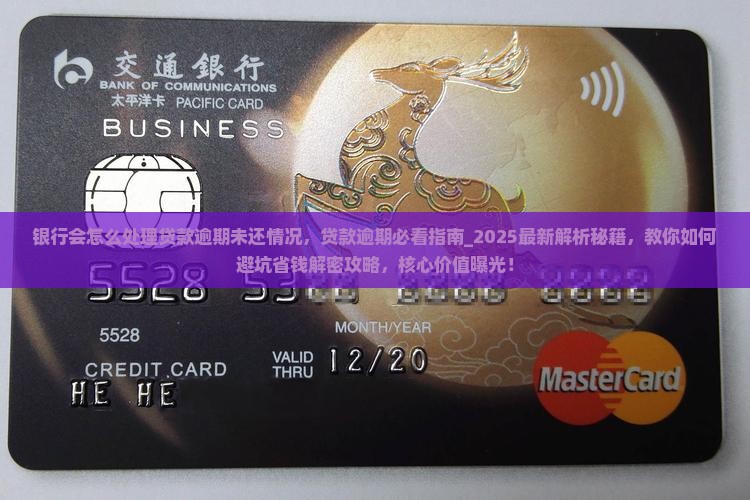 交通銀行
BANK OF COMMUNICATIONS
太平洋卡 PACIFIC CARD
BUSINESS
银行会怎么处理贷款逾期未还情况，贷款逾期必看指南_2025最新解析秘籍，教你如何
避坑省钱解密攻略，核心价值曝光！
5528
5528
MONTH/YEAR
CREDIT CARD VALID THRU 12/20
HE HE
MasterCard